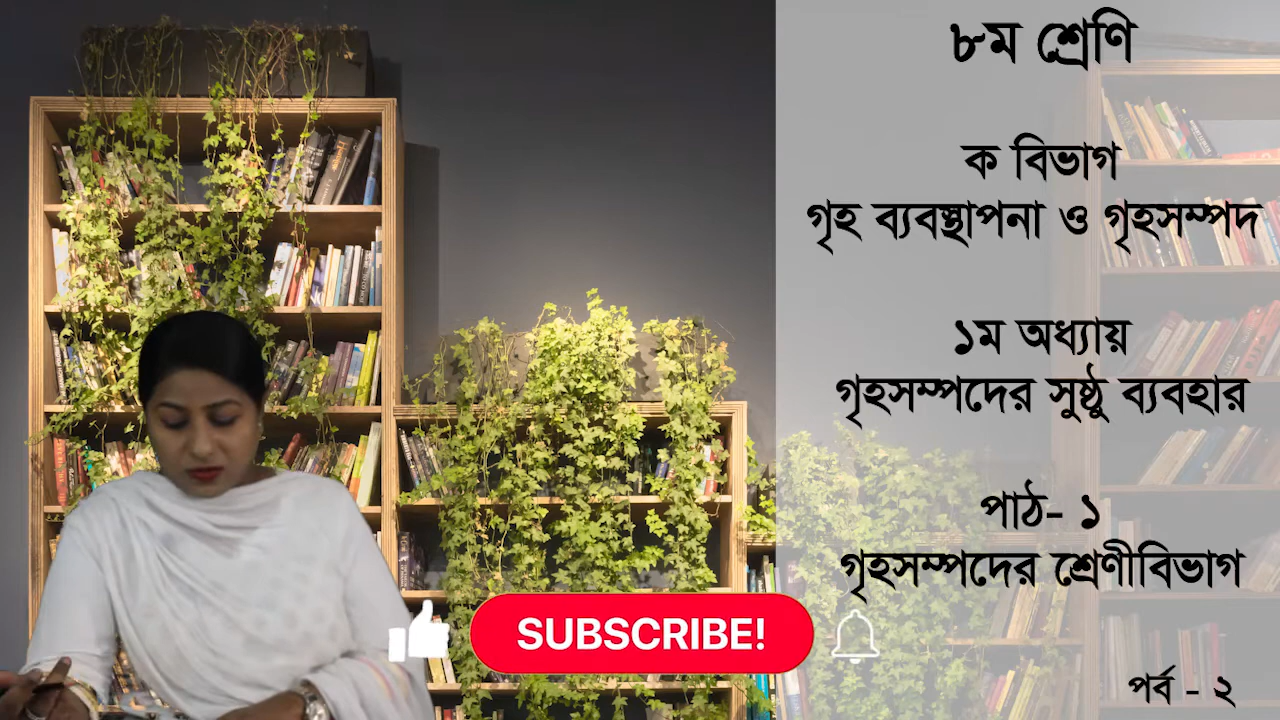 ৮ম শ্রেণি
ক বিভাগ
গৃহ ব্যবস্থাপনা ও গৃহসম্পদ
১ম অধ্যায়
গৃহসম্পদের সুষ্ঠু ব্যবহার
পাঠ- ১
গৃহসম্পদের শ্রেণীবিভাগ
SUBSCRIBE!
পর্ব - ২